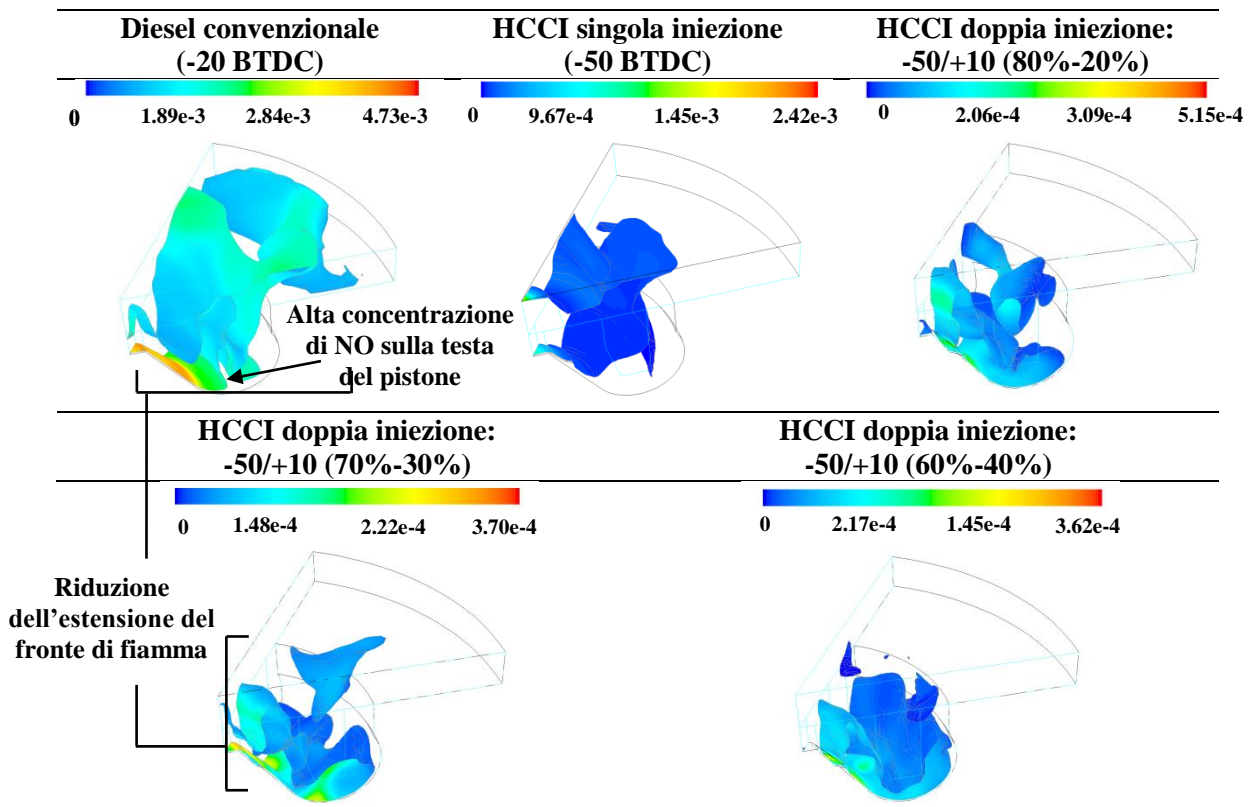 Diesel convenzionale
(-20 BTDC)
HCCI singola iniezione
(-50 BTDC)
HCCI doppia iniezione:
-50/+10 (80%-20%)
0 1.89e-3 2.84e-3 4.73e-3
0 9.67e-4 1.45e-3 2.42e-3
0 2.06e-4 3.09e-4 5.15e-4
Alta concentrazione
di NO sulla testa
del pistone
HCCI doppia iniezione:
-50/+10 (70%-30%)
HCCI doppia iniezione:
-50/+10 (60%-40%)
0 1.48e-4 2.22e-4 3.70e-4
0 2.17e-4 1.45e-4 3.62e-4
Riduzione
dell’estensione del
fronte di fiamma